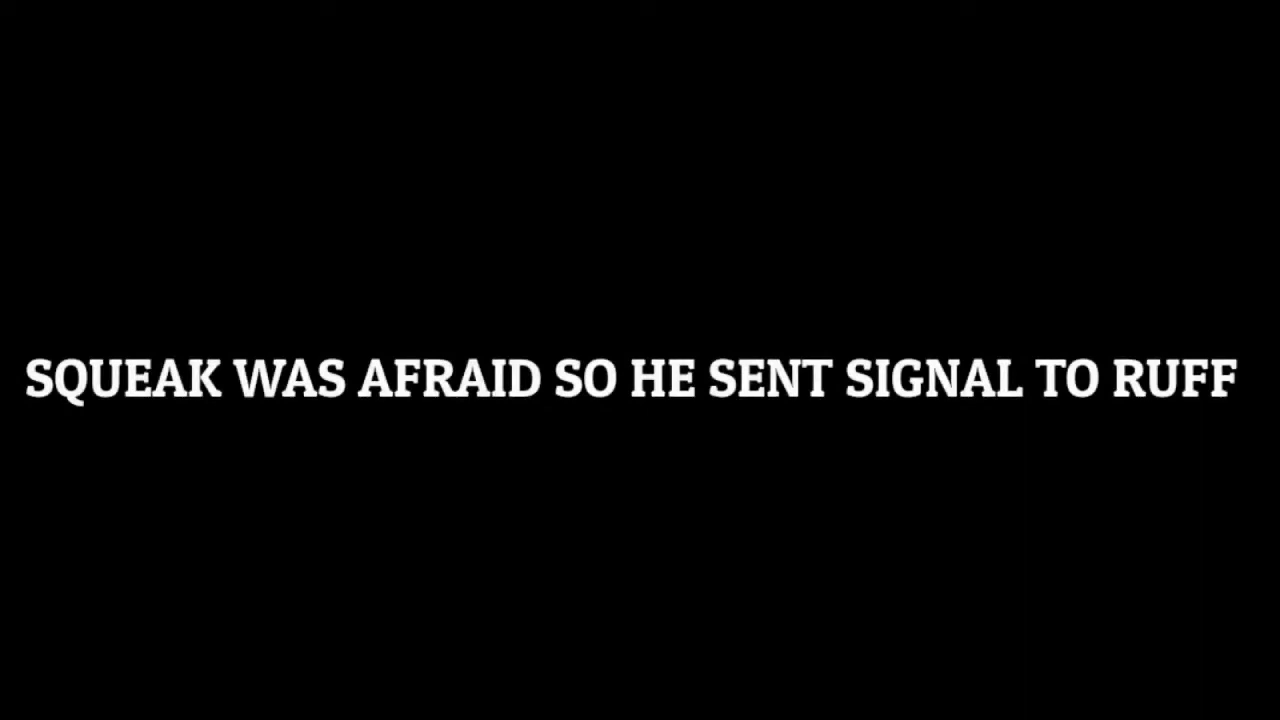 SQUEAK WAS AFRAID SO HE SENT SIGNAL TO RUFF